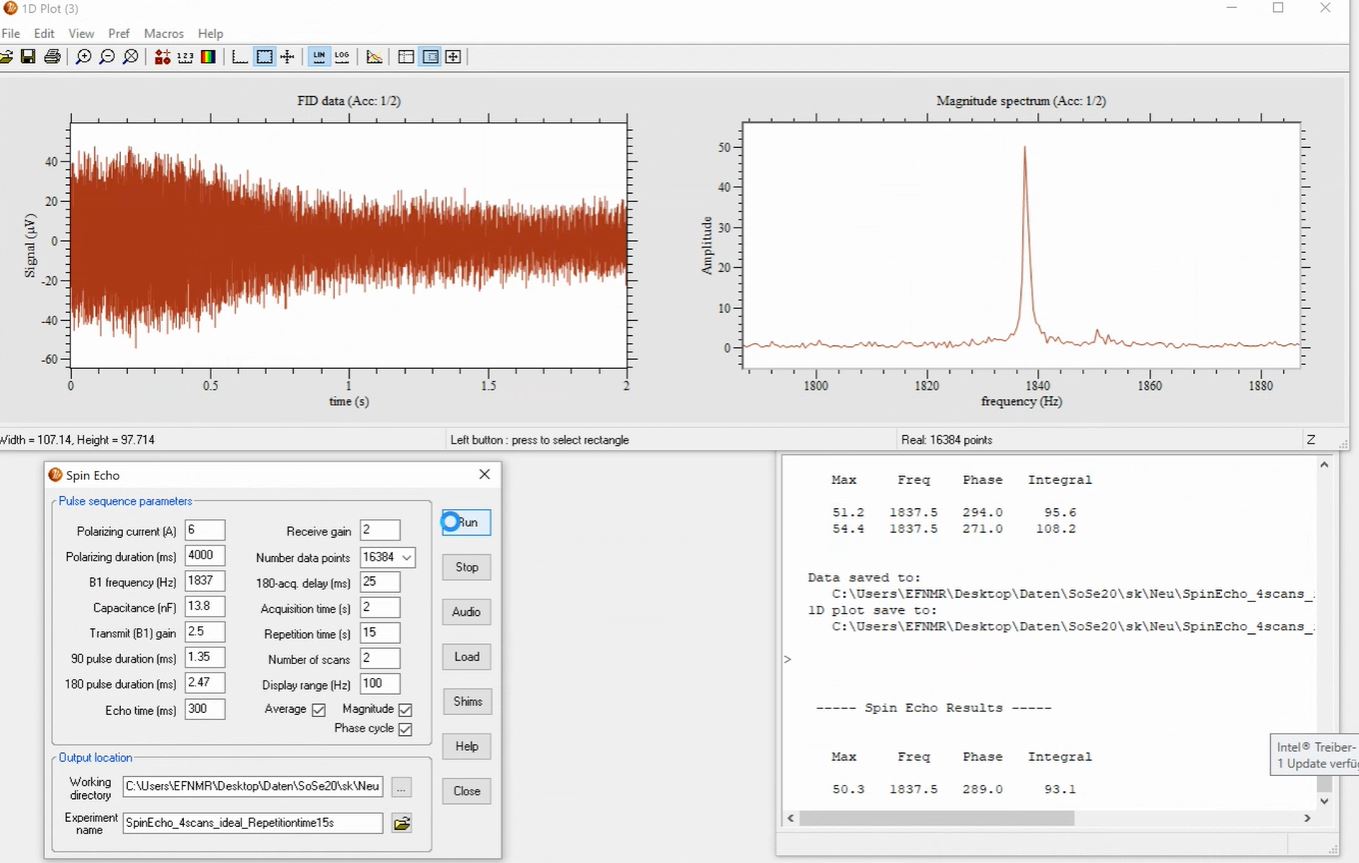 1D Plot (3)
File Edit View Pref Macros Help
1 2 3 LIN LOG
FID data (Acc: 1/2)
Signal (µV)
40
20
0
-20
-40
-60
0 0.5 1 1.5 2
time (s)
Magnitude spectrum (Acc: 1/2)
Amplitude
50
40
30
20
10
0
1800 1820 1840 1860 1880
frequency (Hz)
Width = 107.14, Height = 97.714 Left button : press to select rectangle Real: 16384 points Z
Spin Echo
Pulse sequence parameters
Polarizing current (A) 6 Receive gain 2 Run
Polarizing duration (ms) 4000 Number data points 16384
B1 frequency (Hz) 1837 180-acq. delay (ms) 25 Stop
Capacitance (nF) 13.8 Acquisition time (s) 2 Audio
Transmit (B1) gain 2.5 Repetition time (s) 15
90 pulse duration (ms) 1.35 Number of scans 2 Load
180 pulse duration (ms) 2.47 Display range (Hz) 100
Echo time (ms) 300 Average Magnitude Shims
Phase cycle
Help
Output location
Working directory C:\Users\EFNMR\Desktop\Daten\SoSe20\sk\Neu ... Close
Experiment name SpinEcho_4scans_ideal_Repetitiontime15s
Max Freq Phase Integral
51.2 1837.5 294.0 95.6
54.4 1837.5 271.0 108.2
Data saved to:
C:\Users\EFNMR\Desktop\Daten\SoSe20\sk\Neu\SpinEcho_4scans_
1D plot save to:
C:\Users\EFNMR\Desktop\Daten\SoSe20\sk\Neu\SpinEcho_4scans_
>
----- Spin Echo Results -----
Max Freq Phase Integral
50.3 1837.5 289.0 93.1
Intel® Treiber-
1 Update verfüg